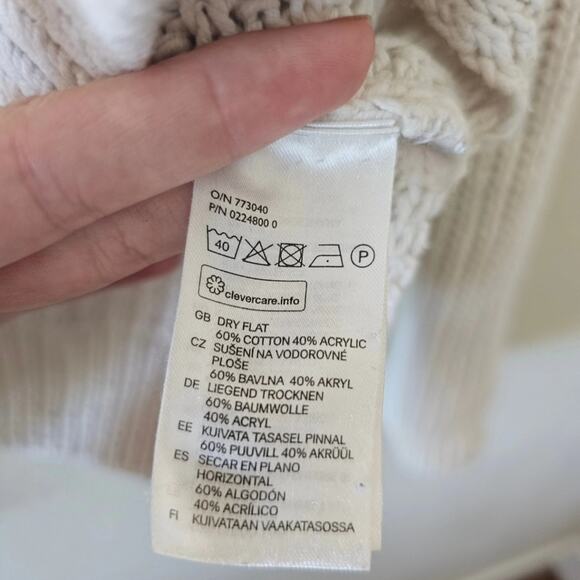 O/N 773040
P/N 0224800 0
40 P
clevercare.info
GB DRY FLAT
60% COTTON 40% ACRYLIC
CZ SUŠENÍ NA VODOROVNÉ
PLOŠE
60% BAVLNA 40% AKRYL
DE LIEGEND TROCKNEN
60% BAUMWOLLE
40% ACRYL
EE KUIVATA TASASEL PINNAL
60% PUUVILL 40% AKRÜÜL
ES SECAR EN PLANO
HORIZONTAL
60% ALGODÓN
40% ACRÍLICO
FI KUIVATAAN VAAKATASOSSA